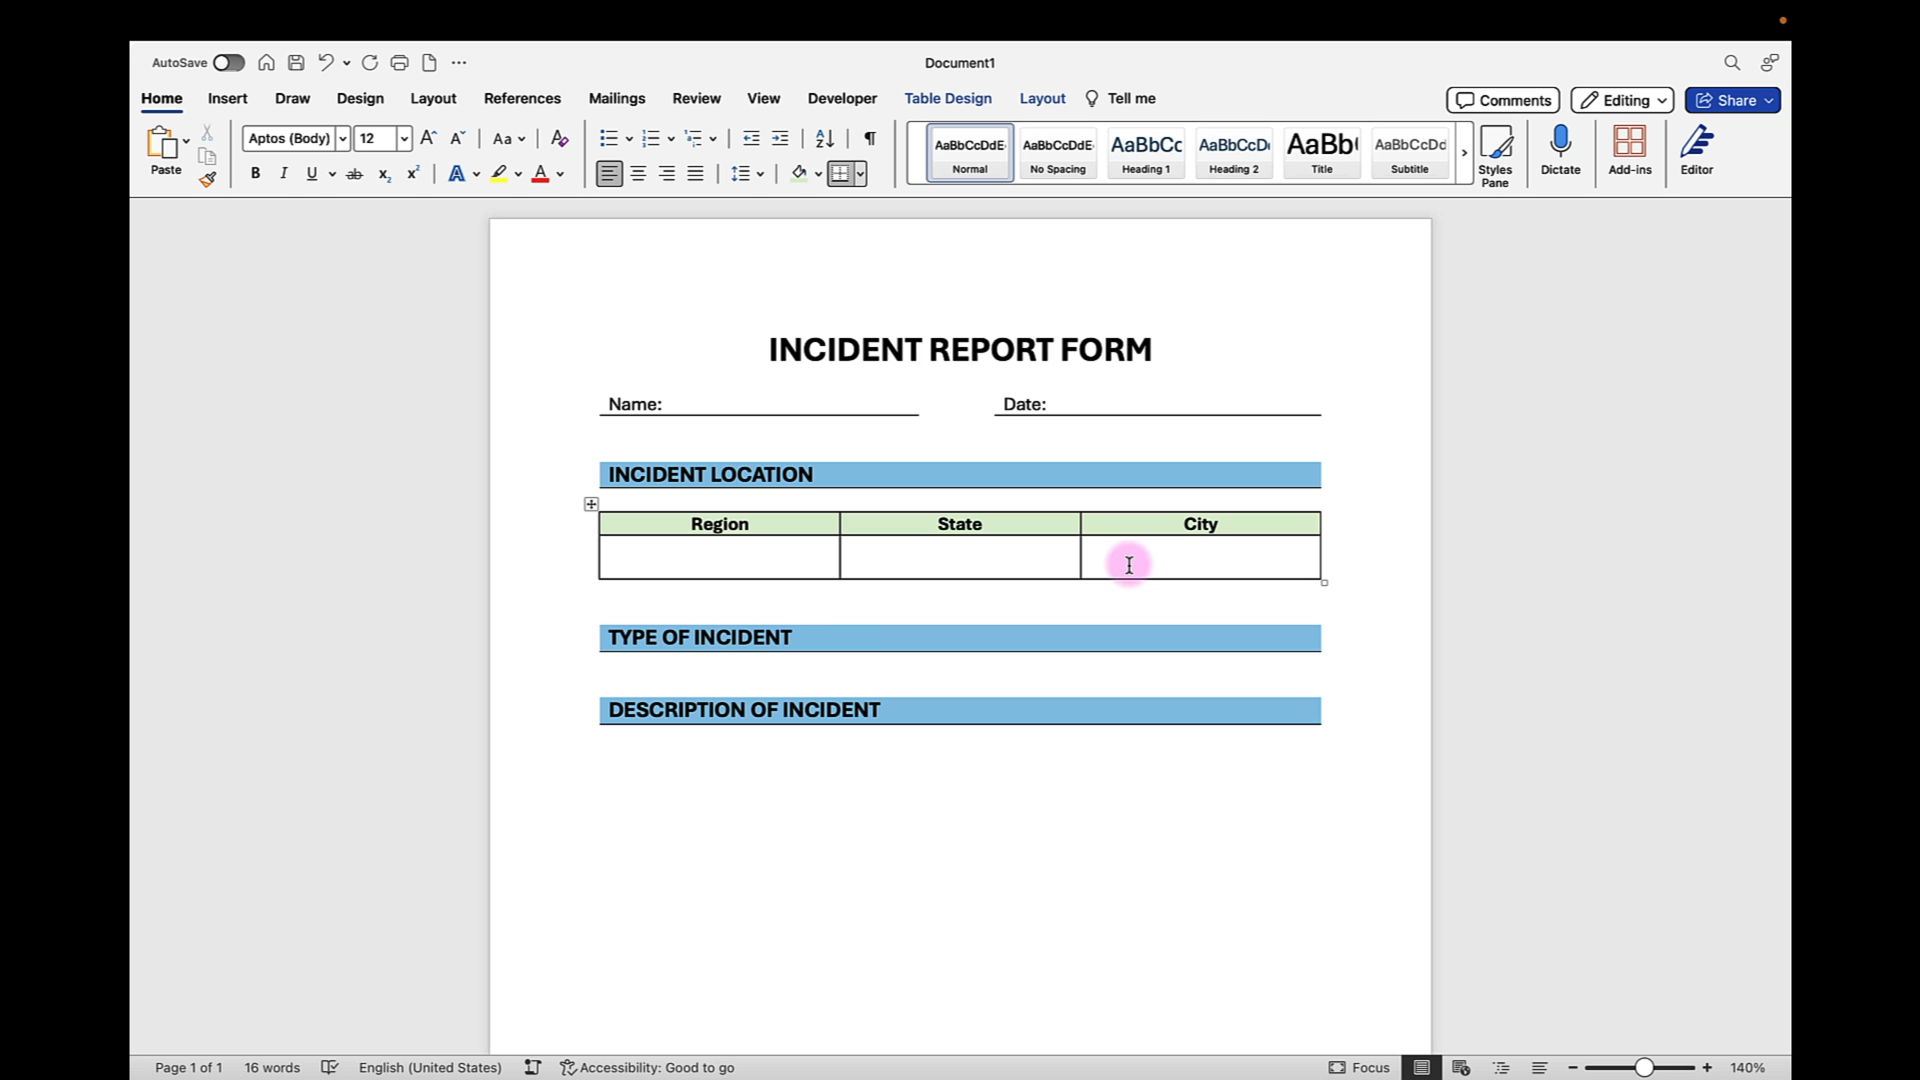 AutoSave
Document1
Home Insert Draw Design Layout References Mailings Review View Developer Table Design Layout Tell me
Comments Editing Share
Paste
Aptos (Body) 12
Aa
B I U ab x₂ x² A A
AaBbCcDdE AaBbCcDdE AaBbCc AaBbCcD AaBb AaBbCcDd
Normal No Spacing Heading 1 Heading 2 Title Subtitle
Styles Pane
Dictate
Add-ins
Editor
INCIDENT REPORT FORM
Name: Date:
INCIDENT LOCATION
Region State City
TYPE OF INCIDENT
DESCRIPTION OF INCIDENT
Page 1 of 1 16 words English (United States) Accessibility: Good to go Focus 140%